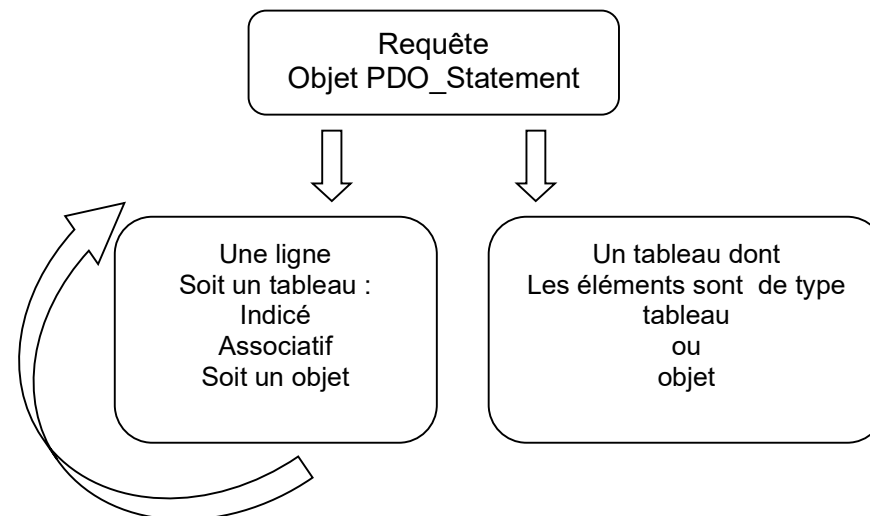 Requête
Objet PDO_Statement
Une ligne
Soit un tableau :
Indicé
Associatif
Soit un objet
Un tableau dont
Les éléments sont de type
tableau
ou
objet